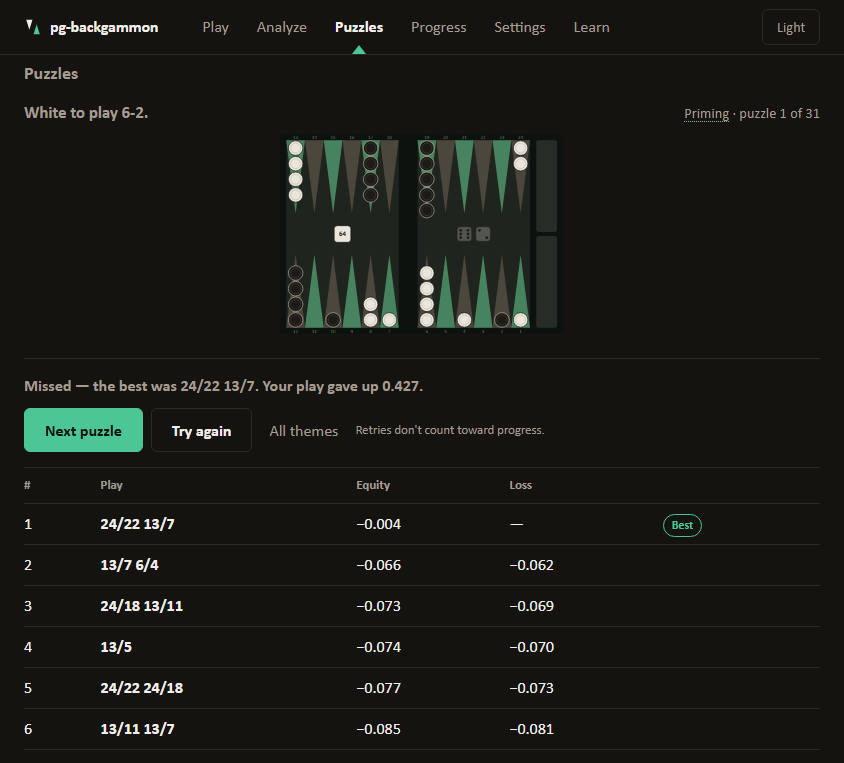 pg-backgammon Play Analyze Puzzles Progress Settings Learn Light
Puzzles
White to play 6-2.
Priming · puzzle 1 of 31
64
Missed — the best was 24/22 13/7. Your play gave up 0.427.
Next puzzle Try again All themes Retries don't count toward progress.
# Play Equity Loss
1 24/22 13/7 −0.004 — Best
2 13/7 6/4 −0.066 −0.062
3 24/18 13/11 −0.073 −0.069
4 13/5 −0.074 −0.070
5 24/22 24/18 −0.077 −0.073
6 13/11 13/7 −0.085 −0.081